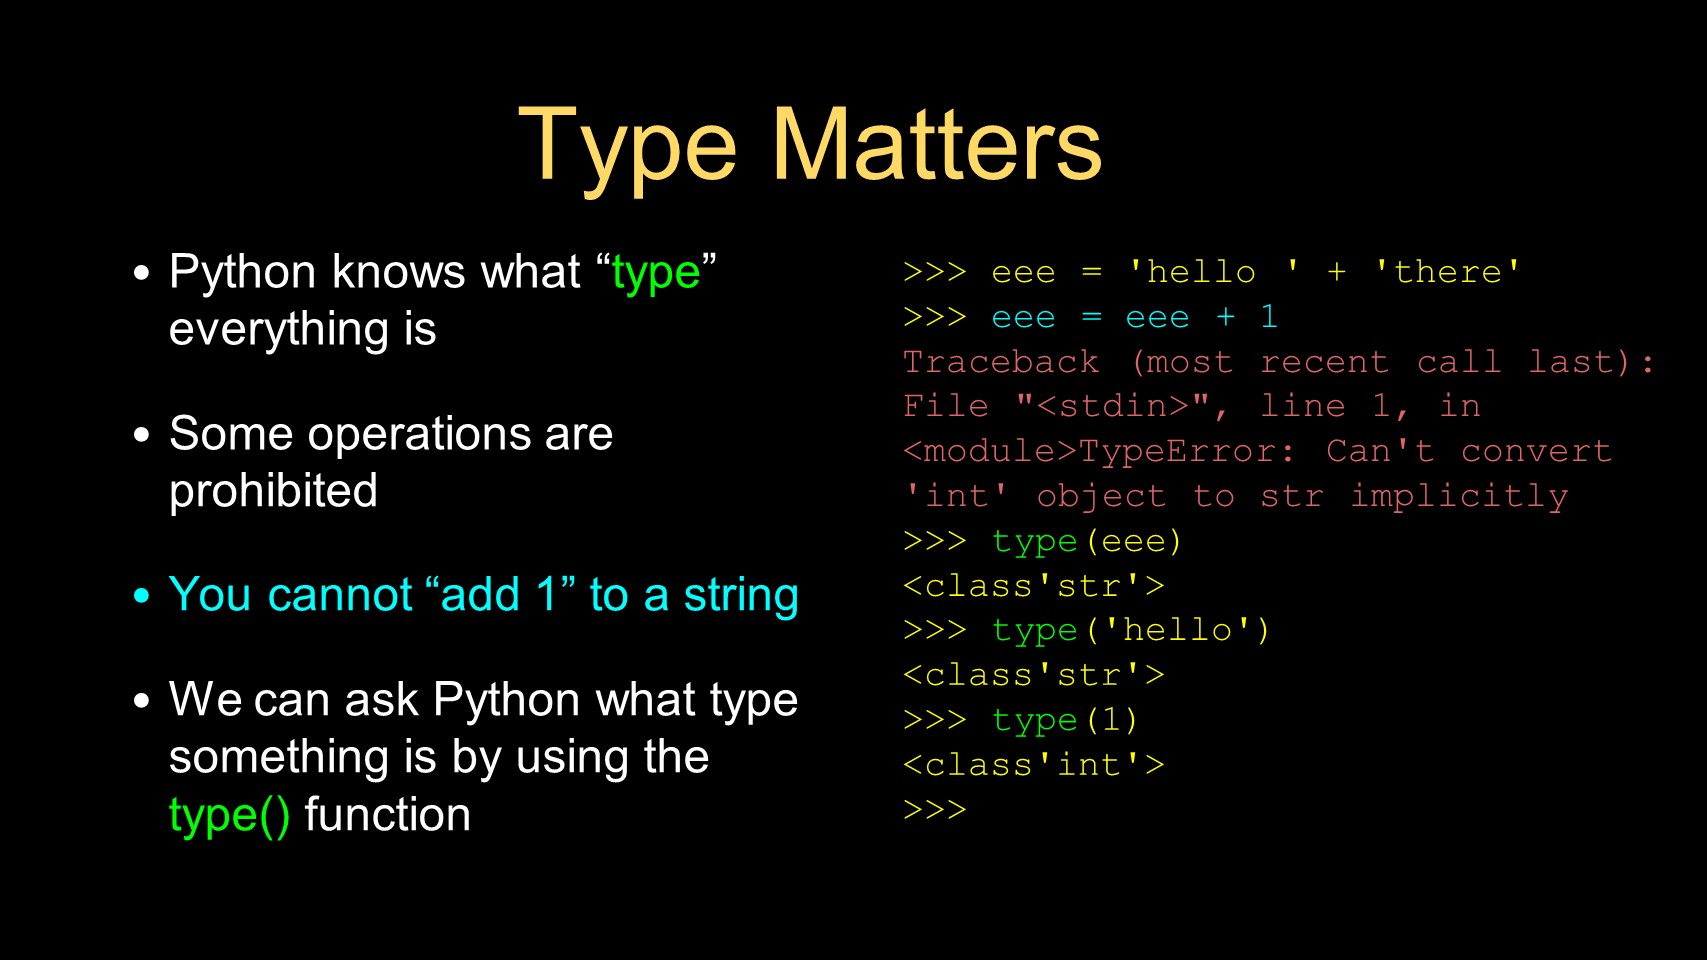 Type Matters
• Python knows what “type”
everything is
• Some operations are
prohibited
• You cannot “add 1” to a string
• We can ask Python what type
something is by using the
type() function
>>> eee = 'hello ' + 'there'
>>> eee = eee + 1
Traceback (most recent call last):
File "<stdin>", line 1, in
<module>TypeError: Can't convert
'int' object to str implicitly
>>> type(eee)
<class'str'>
>>> type('hello')
<class'str'>
>>> type(1)
<class'int'>
>>>